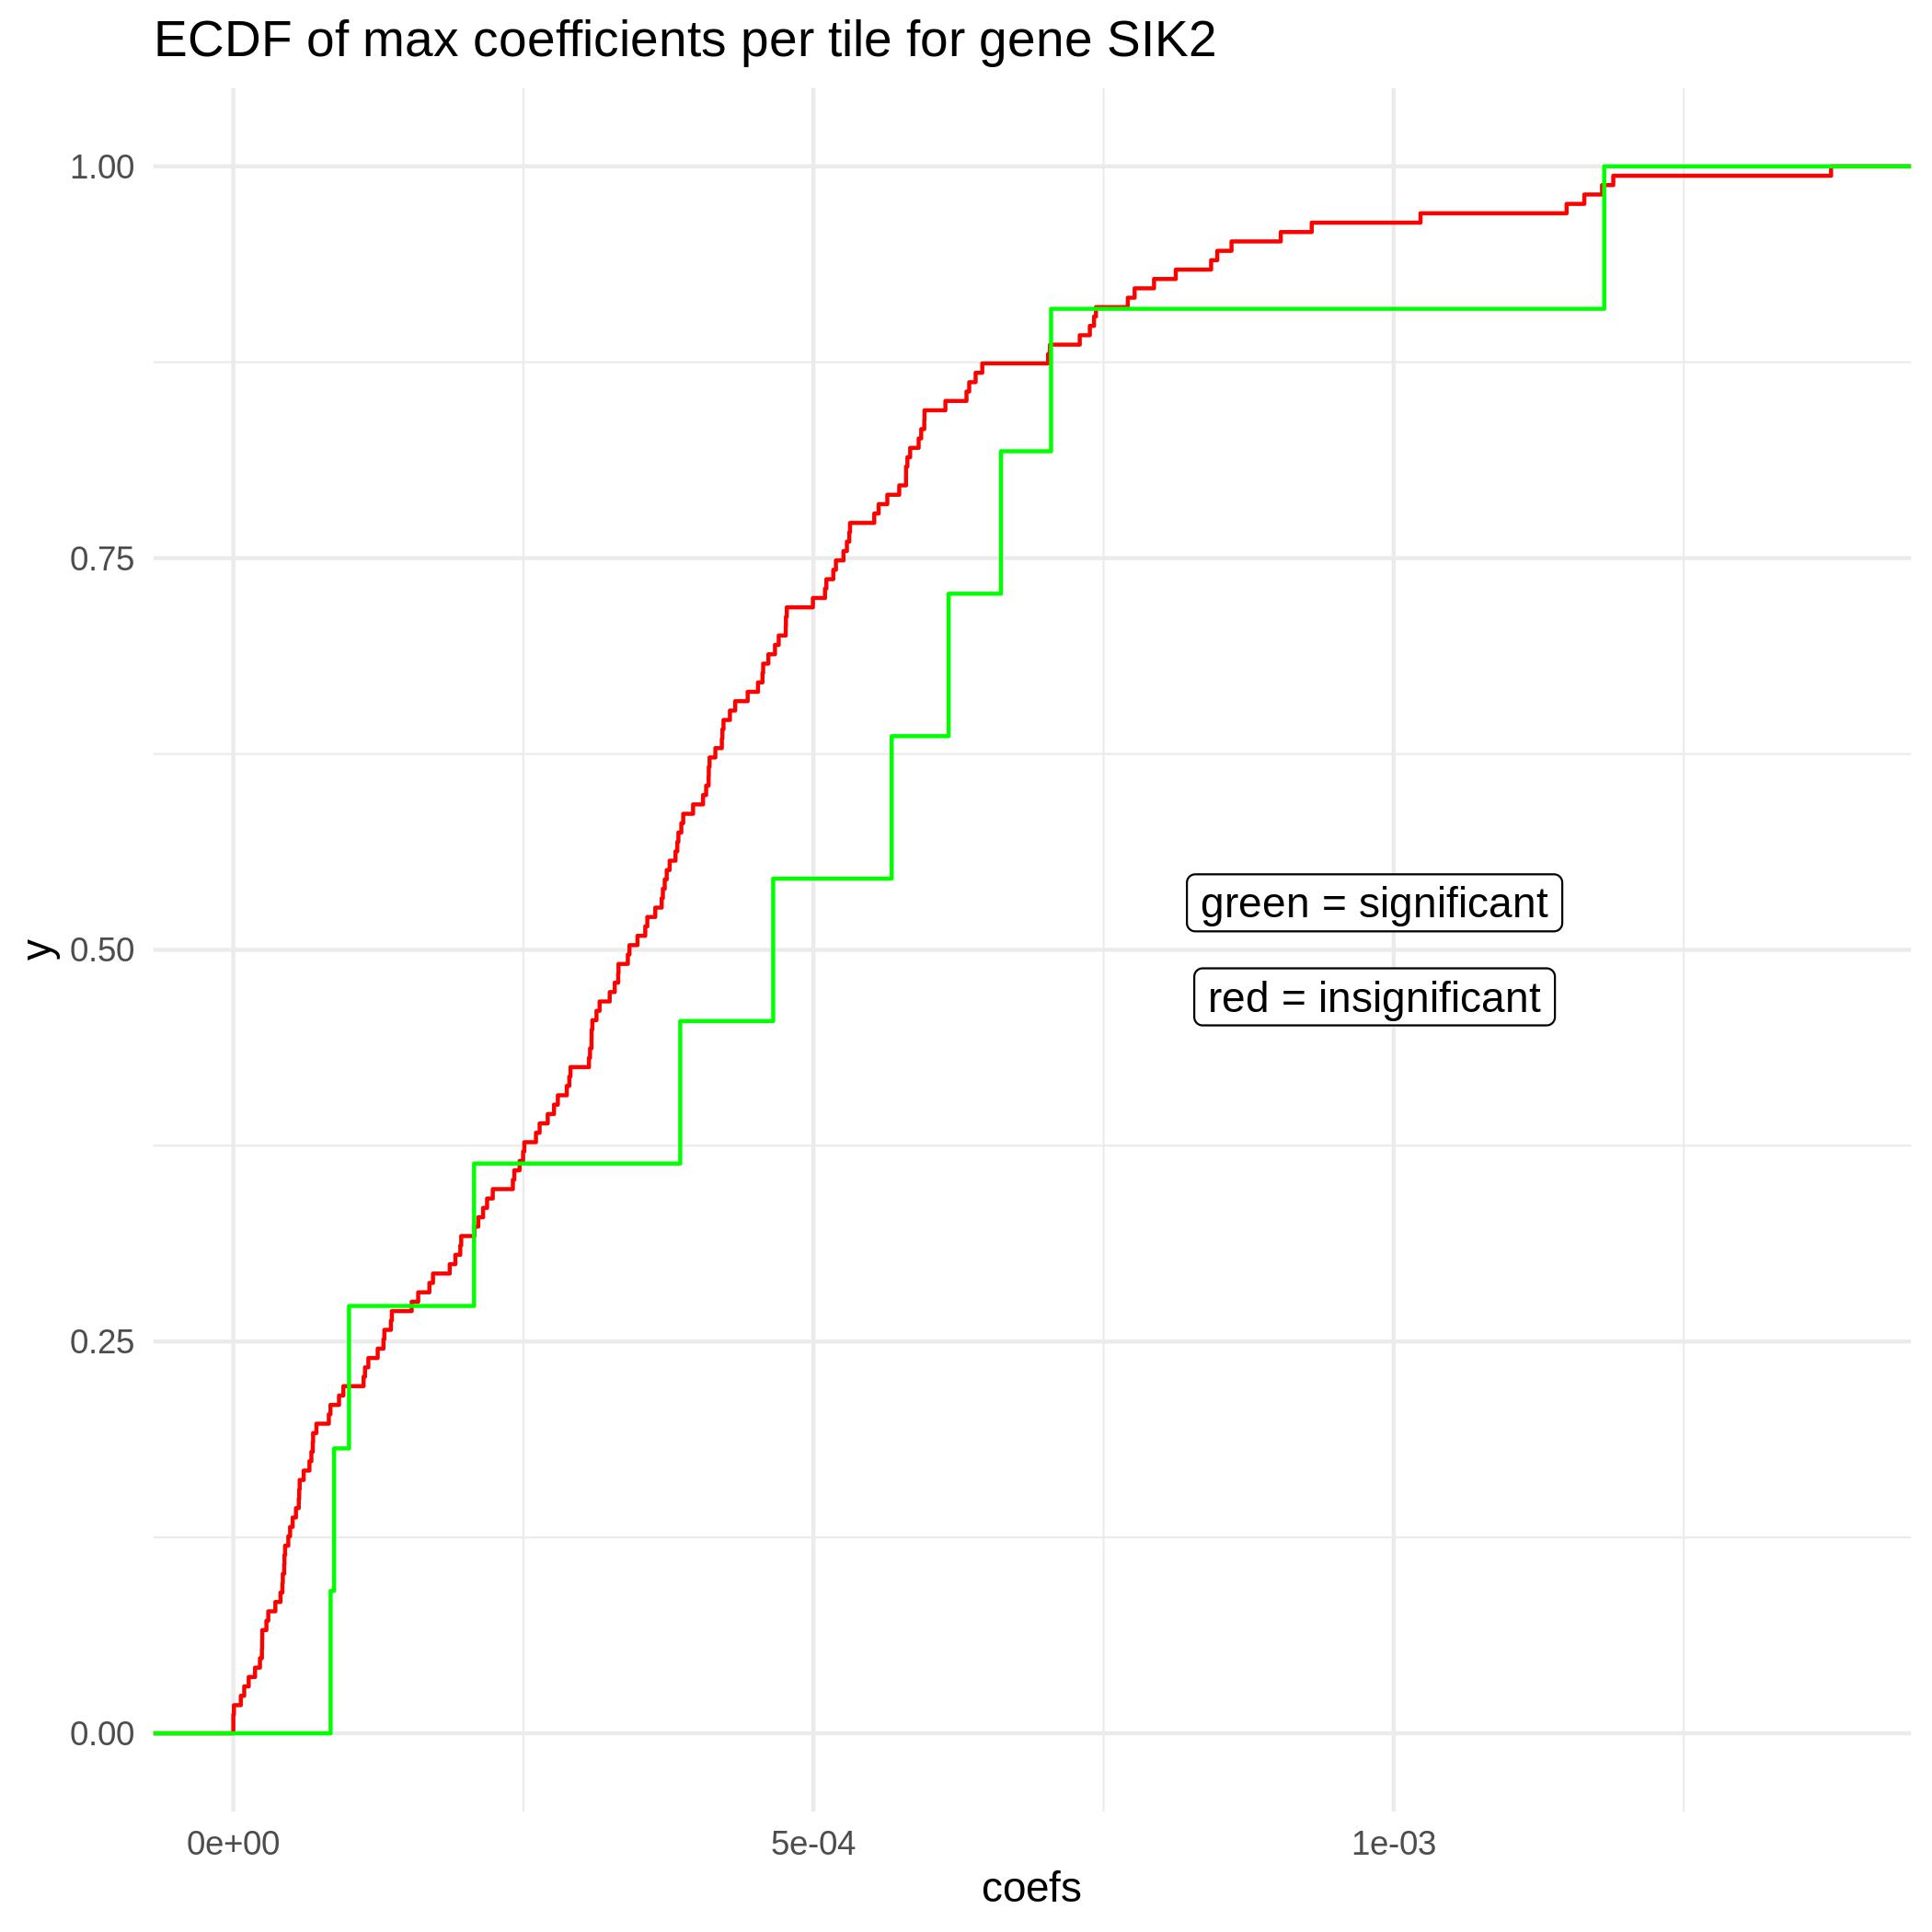 ECDF of max coefficients per tile for gene SIK2
1.00
0.75
0.50
0.25
0.00
y
green = significant
red = insignificant
0e+00
5e-04
1e-03
coefs